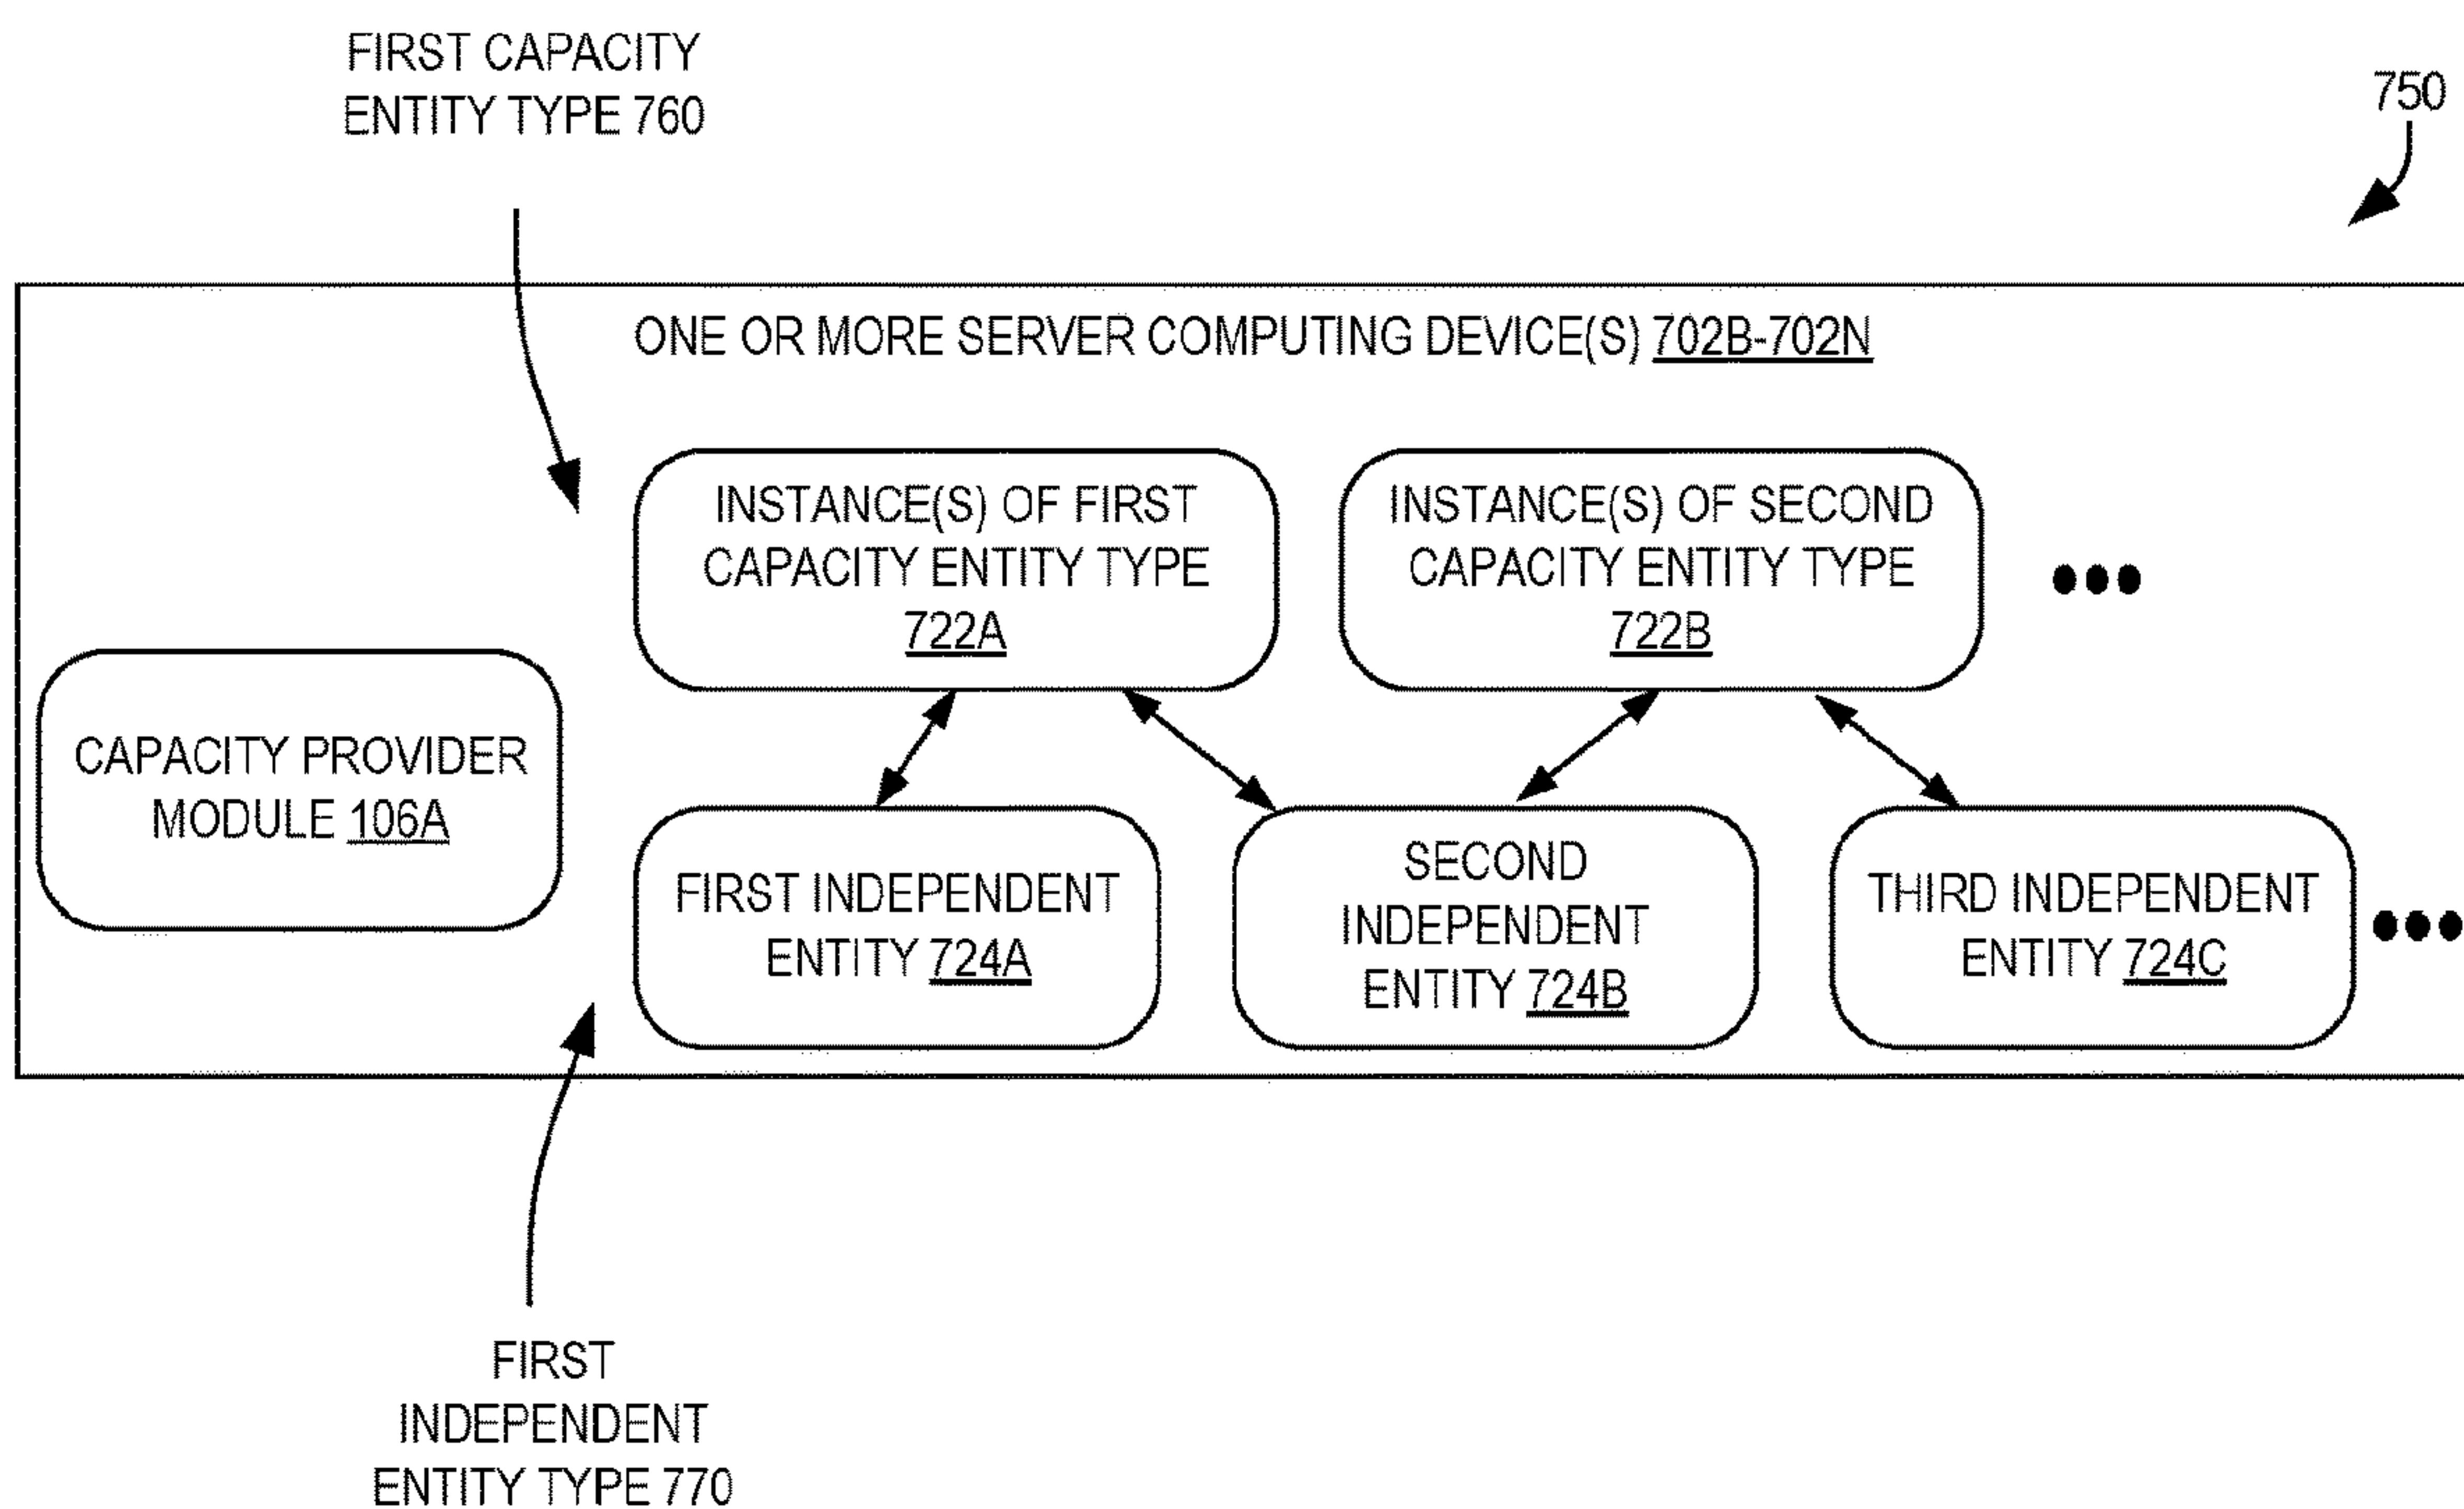 FIRST CAPACITY
ENTITY TYPE 760
750
ONE OR MORE SERVER COMPUTING DEVICE(S) 702B-702N
INSTANCE(S) OF FIRST
CAPACITY ENTITY TYPE
722A
INSTANCE(S) OF SECOND
CAPACITY ENTITY TYPE
722B
CAPACITY PROVIDER
MODULE 106A
FIRST INDEPENDENT
ENTITY 724A
SECOND
INDEPENDENT
ENTITY 724B
THIRD INDEPENDENT
ENTITY 724C
FIRST
INDEPENDENT
ENTITY TYPE 770